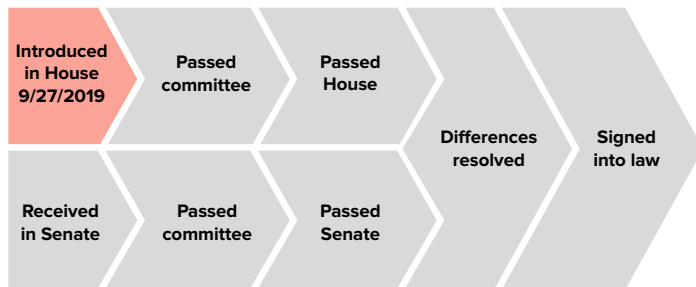 Introduced
in House
9/27/2019
Passed
committee
Passed
House
Differences
resolved
Signed
into law
Received
in Senate
Passed
committee
Passed
Senate